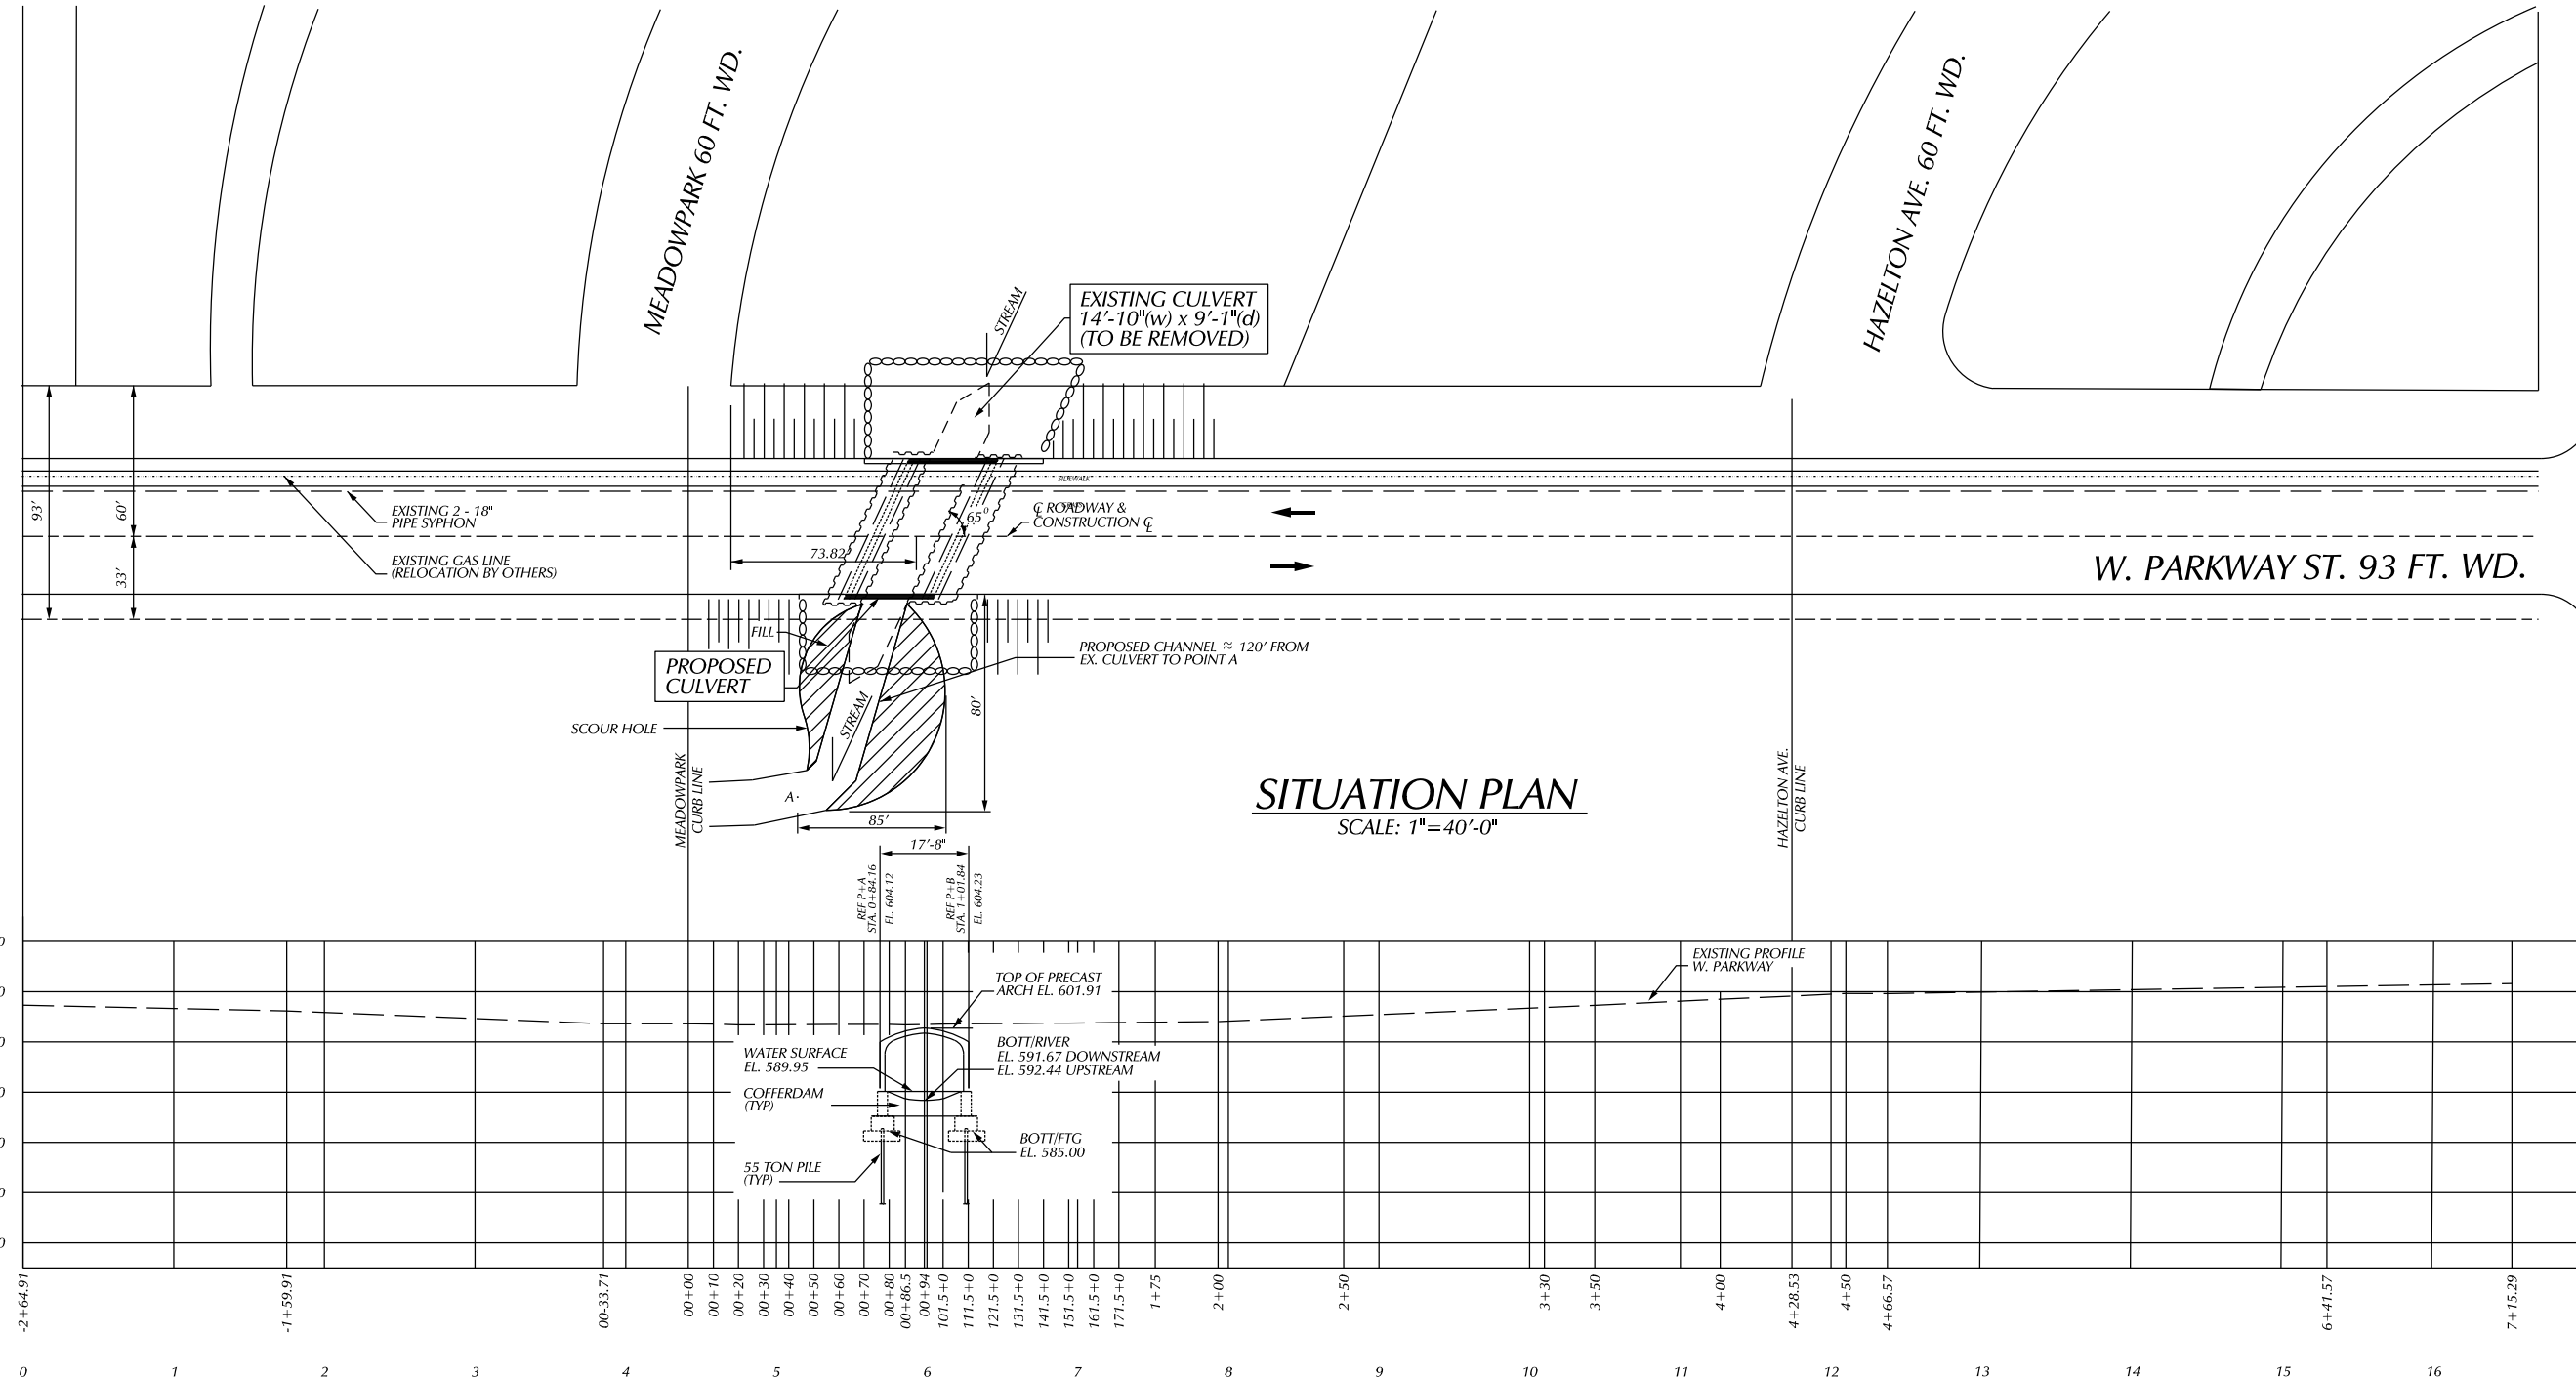 MEADOWPARK 60 FT. WD.
HAZELTON AVE. 60 FT. WD.
STREAM
EXISTING CULVERT
14'-10"(w) x 9'-1"(d)
(TO BE REMOVED)
93'
60'
33'
EXISTING 2 - 18"
PIPE SYPHON
EXISTING GAS LINE
(RELOCATION BY OTHERS)
SIDEWALK
65°
℄ ROADWAY &
CONSTRUCTION ℄
73.82'
W. PARKWAY ST. 93 FT. WD.
FILL
PROPOSED
CULVERT
PROPOSED CHANNEL ≈ 120' FROM
EX. CULVERT TO POINT A
SCOUR HOLE
STREAM
80'
MEADOWPARK
CURB LINE
A
85'
HAZELTON AVE.
CURB LINE
SITUATION PLAN
SCALE: 1"=40'-0"
17'-8"
REF P+A
STA. 0+84.16
EL. 604.12
REF P+B
STA. 1+01.84
EL. 604.23
EXISTING PROFILE
W. PARKWAY
TOP OF PRECAST
ARCH EL. 601.91
WATER SURFACE
EL. 589.95
BOTT/RIVER
EL. 591.67 DOWNSTREAM
EL. 592.44 UPSTREAM
COFFERDAM
(TYP)
BOTT/FTG
EL. 585.00
55 TON PILE
(TYP)
0
0
0
0
0
0
0
-2+64.91
-1+59.91
00-33.71
00+00
00+10
00+20
00+30
00+40
00+50
00+60
00+70
00+80
00+86.5
00+94
101.5+0
111.5+0
121.5+0
131.5+0
141.5+0
151.5+0
161.5+0
171.5+0
1+75
2+00
2+50
3+30
3+50
4+00
4+28.53
4+50
4+66.57
6+41.57
7+15.29
0 1 2 3 4 5 6 7 8 9 10 11 12 13 14 15 16